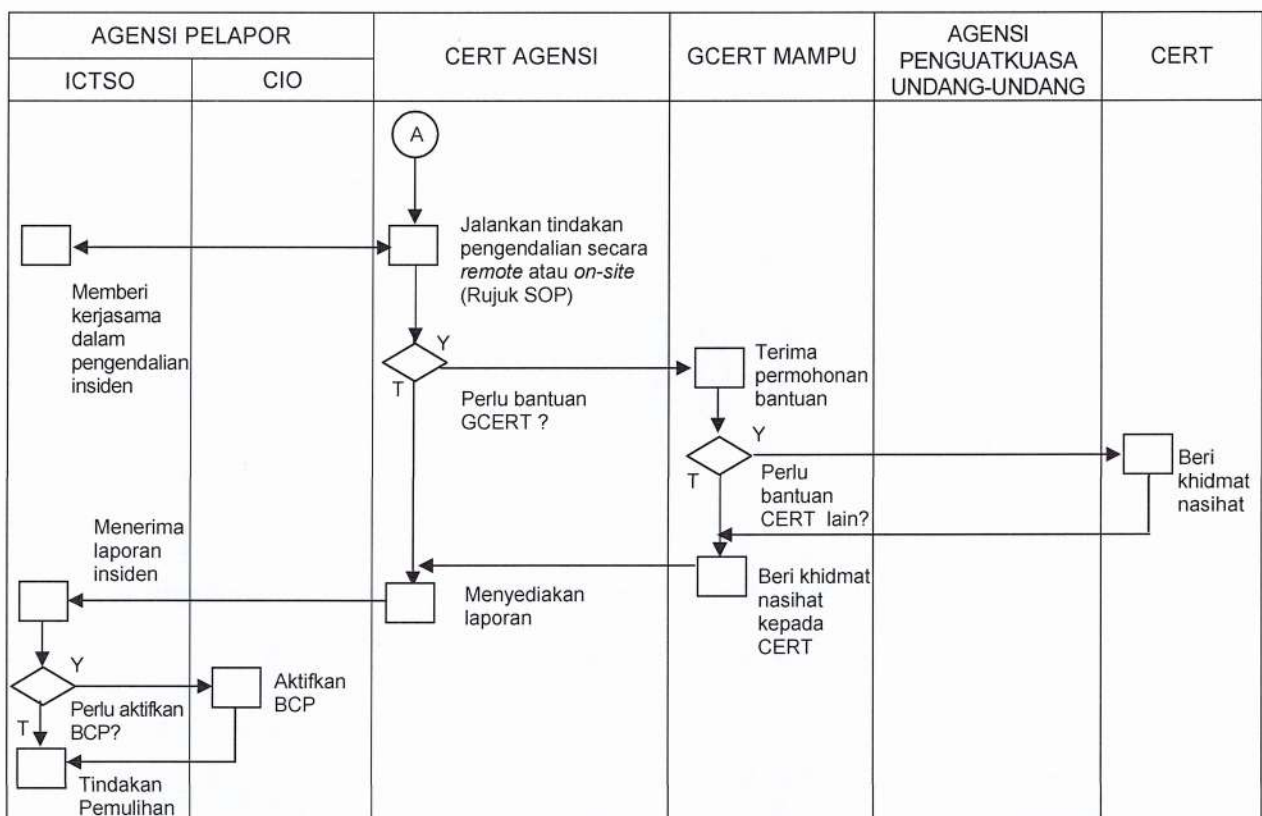 AGENSI PELAPOR
ICTSO
CIO
CERT AGENSI
GCERT MAMPU
AGENSI
PENGUATKUASA
UNDANG-UNDANG
CERT
A
Jalankan tindakan
pengendalian secara
remote atau on-site
(Rujuk SOP)
Memberi
kerjasama
dalam
pengendalian
insiden
Y
T
Perlu bantuan
GCERT ?
Terima
permohonan
bantuan
Y
T
Perlu
bantuan
CERT lain?
Beri
khidmat
nasihat
Beri khidmat
nasihat
kepada
CERT
Menyediakan
laporan
Menerima
laporan
insiden
Y
T
Perlu aktifkan
BCP?
Aktifkan
BCP
Tindakan
Pemulihan